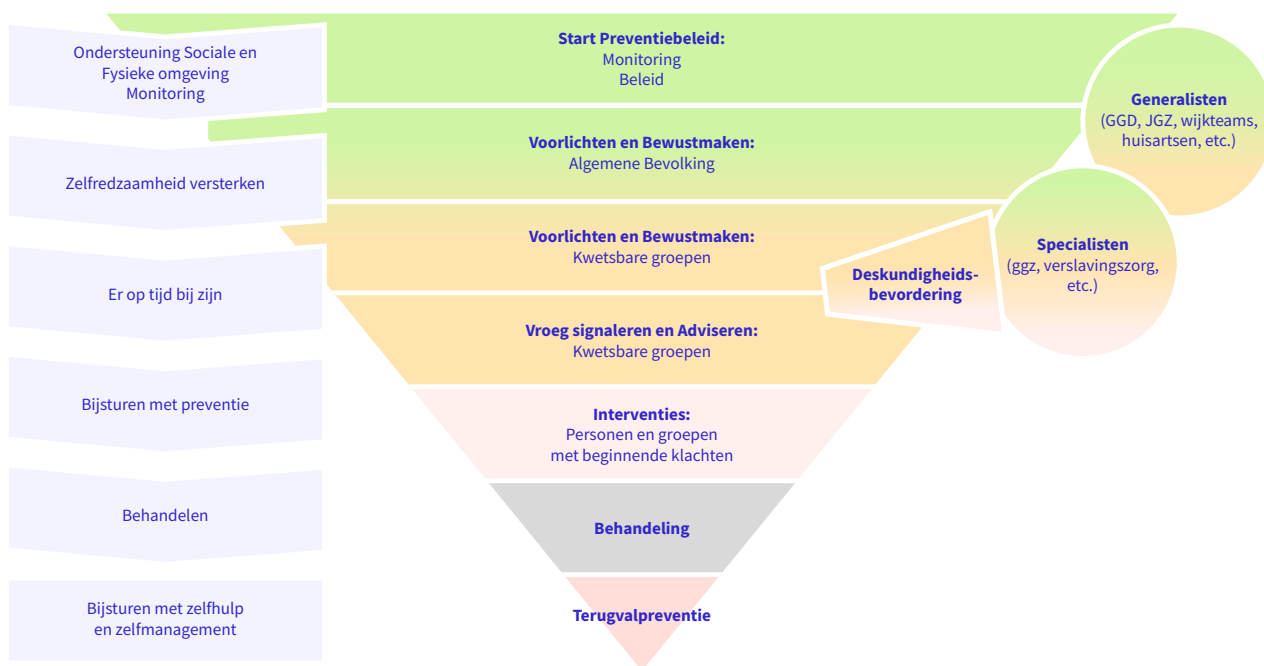 Ondersteuning Sociale en
Fysieke omgeving
Monitoring
Zelfredzaamheid versterken
Er op tijd bij zijn
Bijsturen met preventie
Behandelen
Bijsturen met zelfhulp
en zelfmanagement
Start Preventiebeleid:
Monitoring
Beleid
Voorlichten en Bewustmaken:
Algemene Bevolking
Voorlichten en Bewustmaken:
Kwetsbare groepen
Vroeg signaleren en Adviseren:
Kwetsbare groepen
Interventies:
Personen en groepen
met beginnende klachten
Behandeling
Terugvalpreventie
Deskundigheids-
bevordering
Generalisten
(GGD, JGZ, wijkteams,
huisartsen, etc.)
Specialisten
(ggz, verslavingszorg,
etc.)